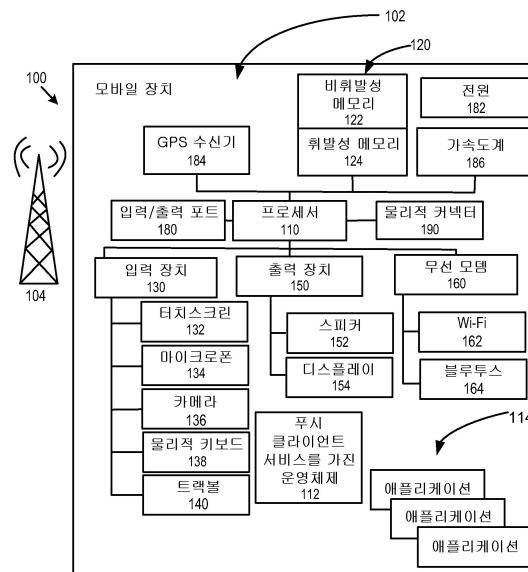 102
120
100
모바일 장치
비휘발성
메모리
122
전원
182
GPS 수신기
184
휘발성 메모리
124
가속도계
186
입력/출력 포트
180
프로세서
110
물리적 커넥터
190
104
입력 장치
130
출력 장치
150
무선 모뎀
160
터치스크린
132
스피커
152
Wi-Fi
162
마이크로폰
134
디스플레이
154
블루투스
164
카메라
136
물리적 키보드
138
트랙볼
140
푸시
클라이언트
서비스를 가진
운영체제
112
114
애플리케이션
애플리케이션
애플리케이션